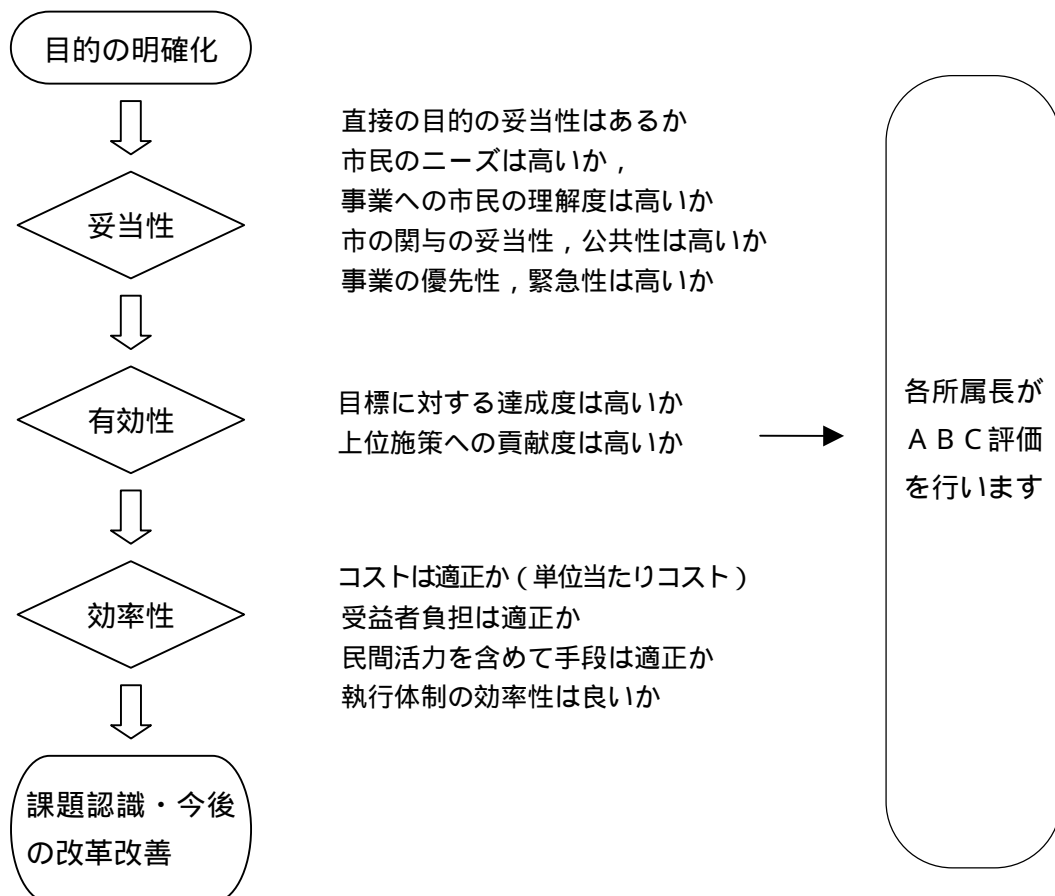 目的の明確化
直接の目的の妥当性はあるか
市民のニーズは高いか，
事業への市民の理解度は高いか
市の関与の妥当性，公共性は高いか
事業の優先性，緊急性は高いか
妥当性
有効性
目標に対する達成度は高いか
上位施策への貢献度は高いか
効率性
コストは適正か（単位当たりコスト）
受益者負担は適正か
民間活力を含めて手段は適正か
執行体制の効率性は良いか
課題認識・今後
の改革改善
各所属長が
ＡＢＣ評価
を行います